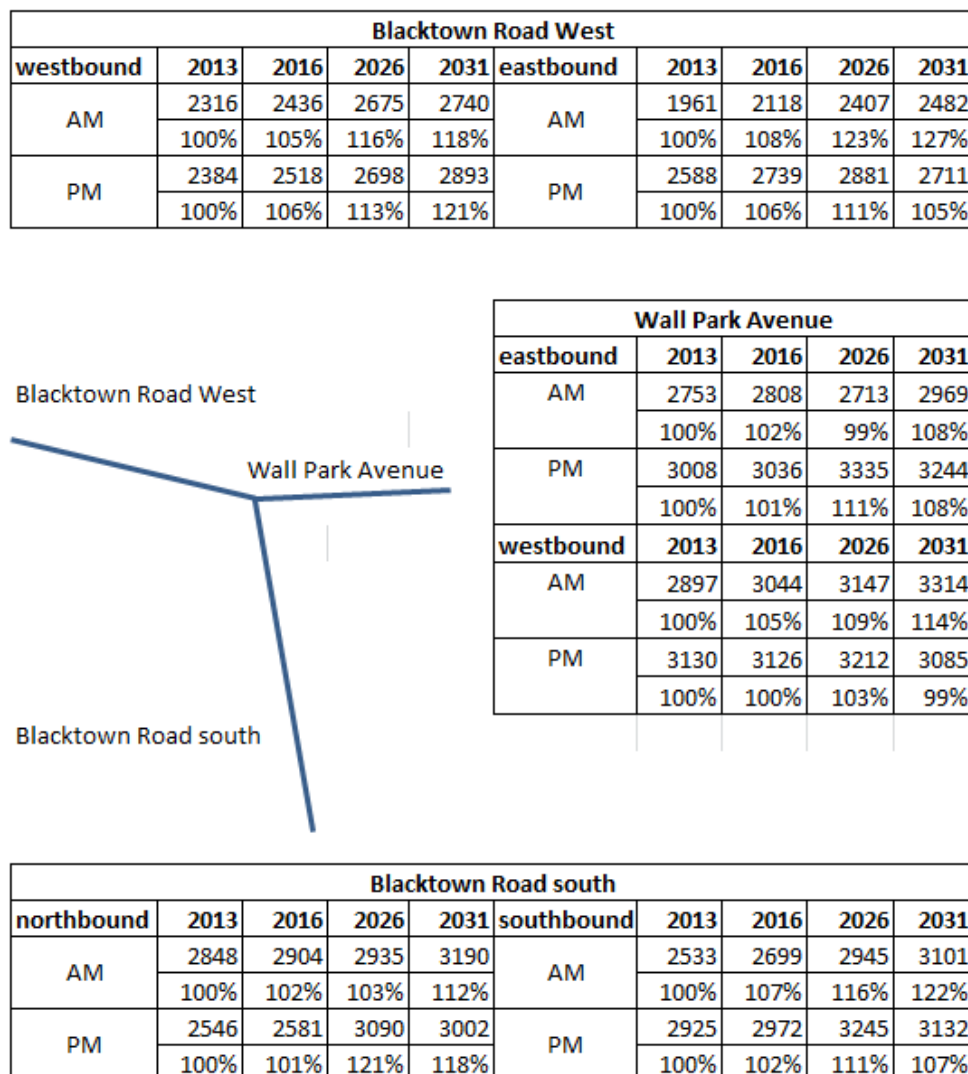 Blacktown Road West
westbound 2013 2016 2026 2031 eastbound 2013 2016 2026 2031
AM 2316 2436 2675 2740 AM 1961 2118 2407 2482
100% 105% 116% 118% 100% 108% 123% 127%
PM 2384 2518 2698 2893 PM 2588 2739 2881 2711
100% 106% 113% 121% 100% 106% 111% 105%
Wall Park Avenue
eastbound 2013 2016 2026 2031
AM 2753 2808 2713 2969
100% 102% 99% 108%
PM 3008 3036 3335 3244
100% 101% 111% 108%
westbound 2013 2016 2026 2031
AM 2897 3044 3147 3314
100% 105% 109% 114%
PM 3130 3126 3212 3085
100% 100% 103% 99%
Blacktown Road West
Wall Park Avenue
Blacktown Road south
Blacktown Road south
northbound 2013 2016 2026 2031 southbound 2013 2016 2026 2031
AM 2848 2904 2935 3190 AM 2533 2699 2945 3101
100% 102% 103% 112% 100% 107% 116% 122%
PM 2546 2581 3090 3002 PM 2925 2972 3245 3132
100% 101% 121% 118% 100% 102% 111% 107%